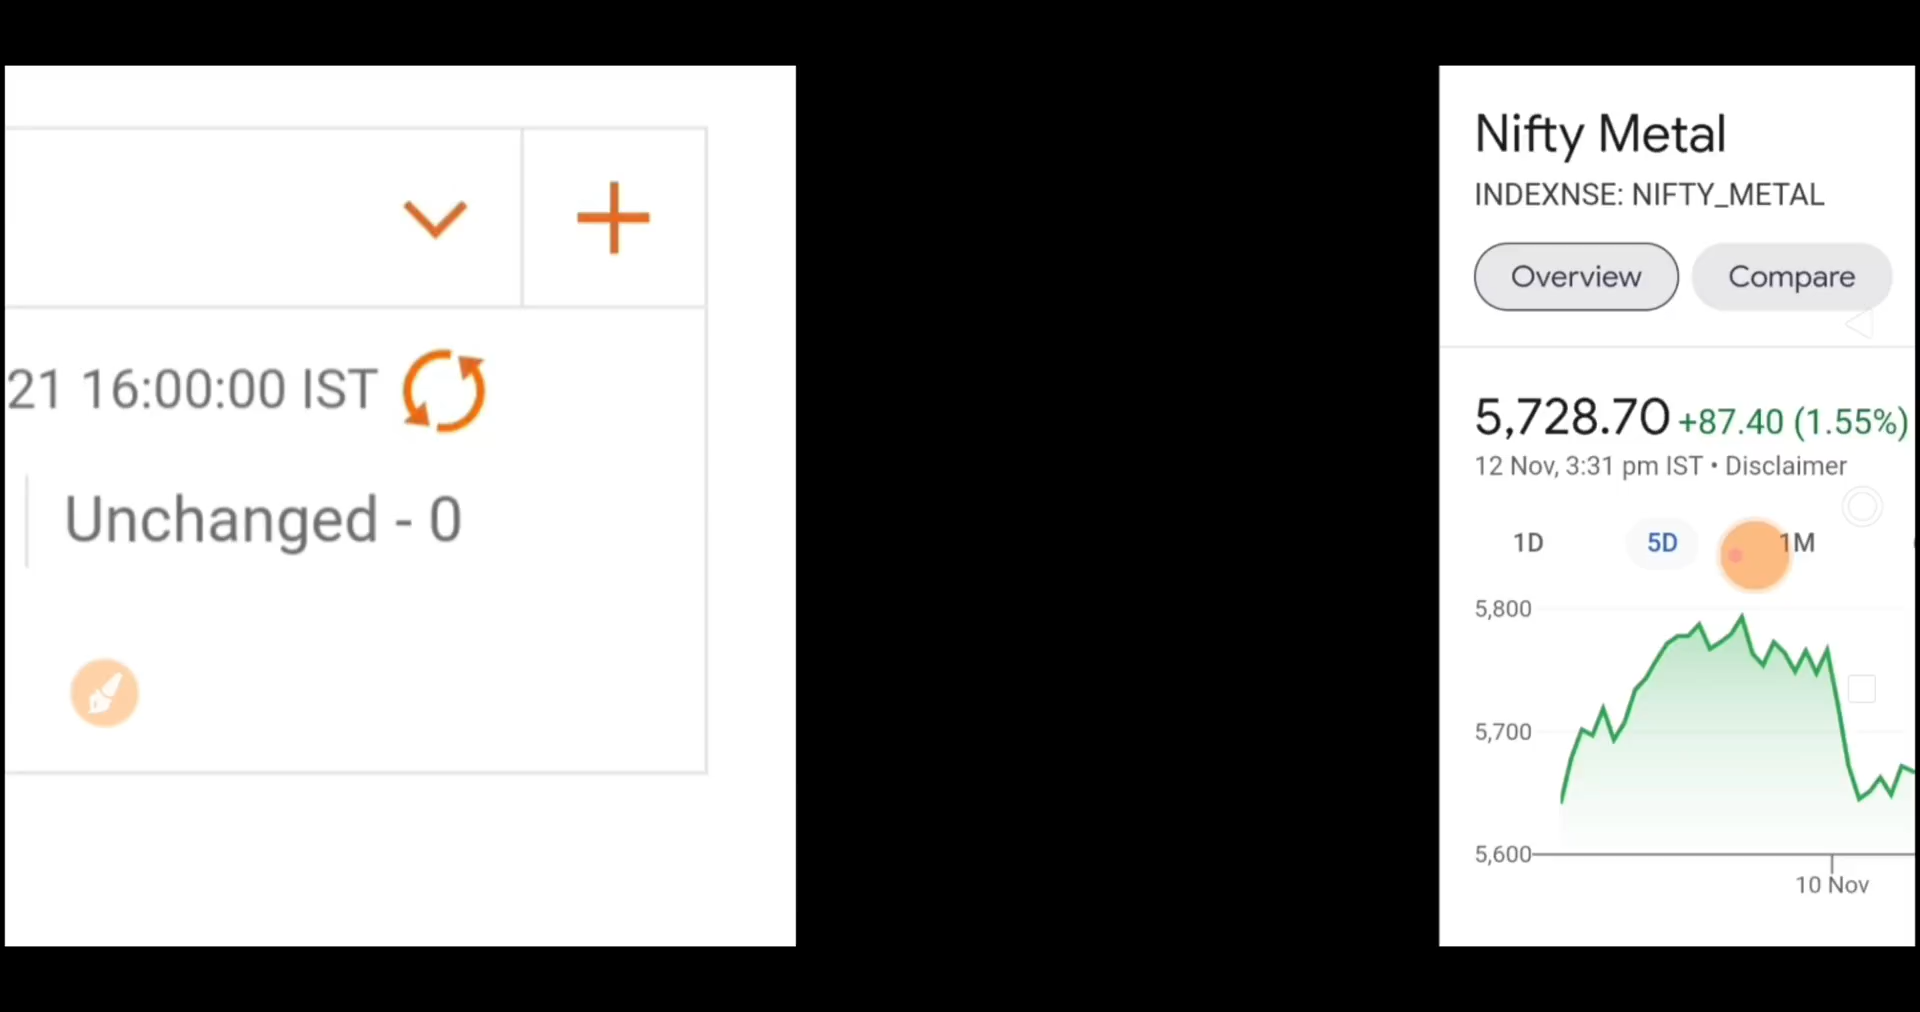 21 16:00:00 IST
Unchanged - 0
Nifty Metal
INDEXNSE: NIFTY_METAL
Overview Compare
5,728.70 +87.40 (1.55%)
12 Nov, 3:31 pm IST • Disclaimer
1D 5D 1M
5,800
5,700
5,600
10 Nov